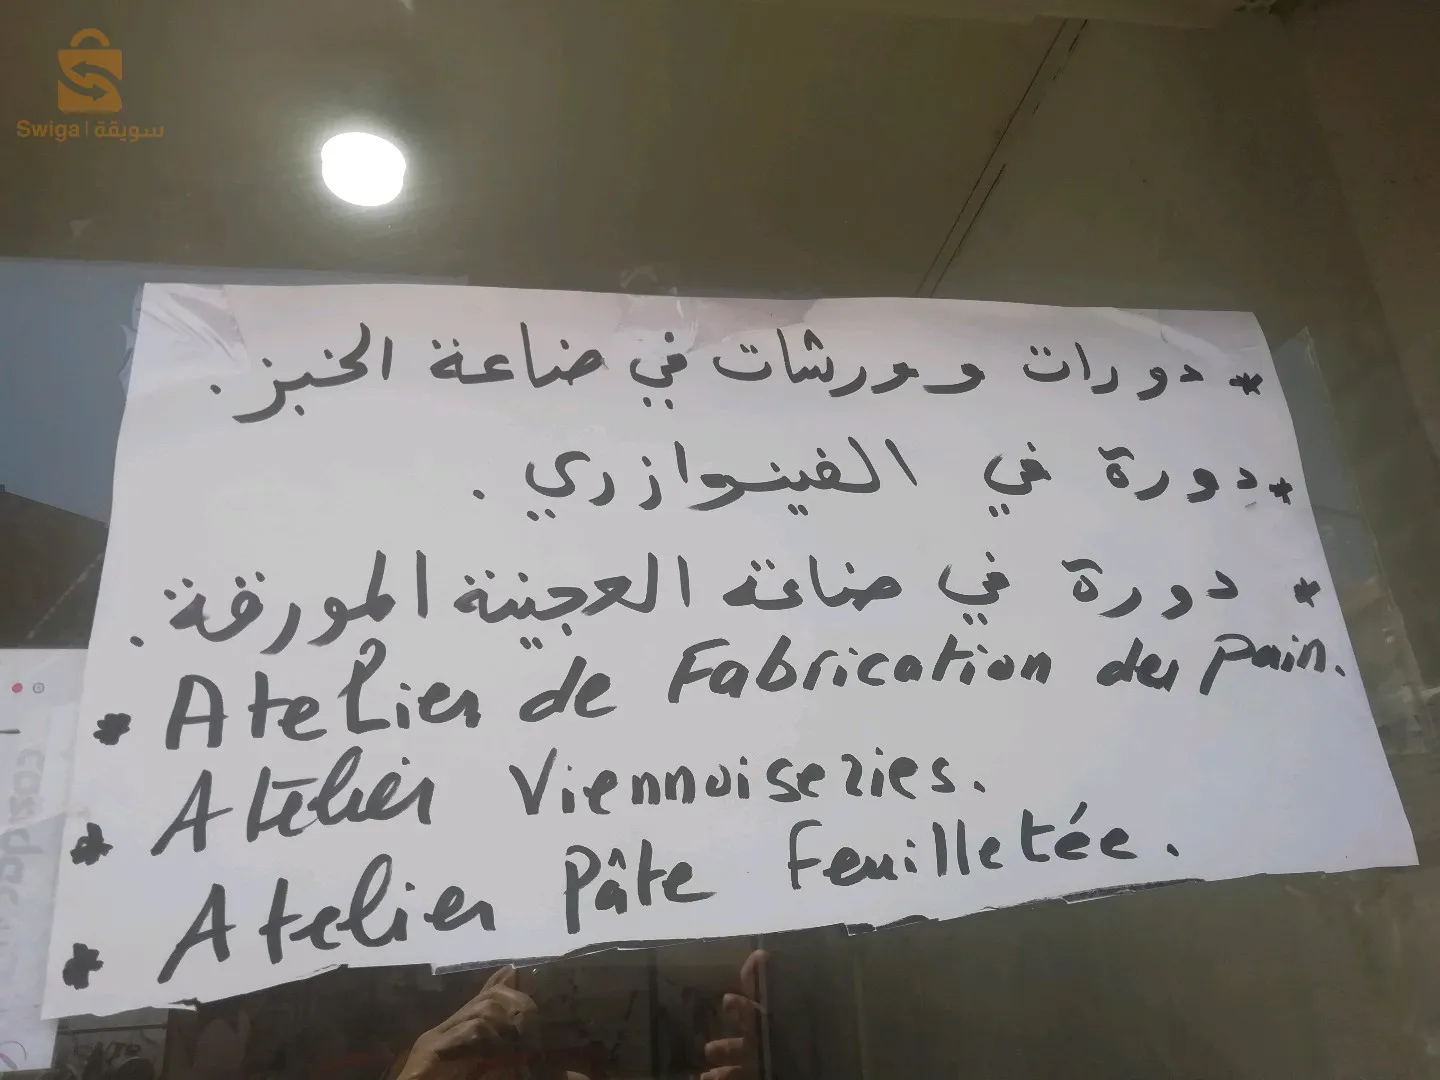 Swiga | سويقة
* دورات و ورشات في صناعة الخبز .
* دورة في الفينوازري .
* دورة في صناعة العجينة المورقة .
* Atelier de Fabrication du pain.
* Atelier Viennoiseries.
* Atelier Pâte Feuilletée.